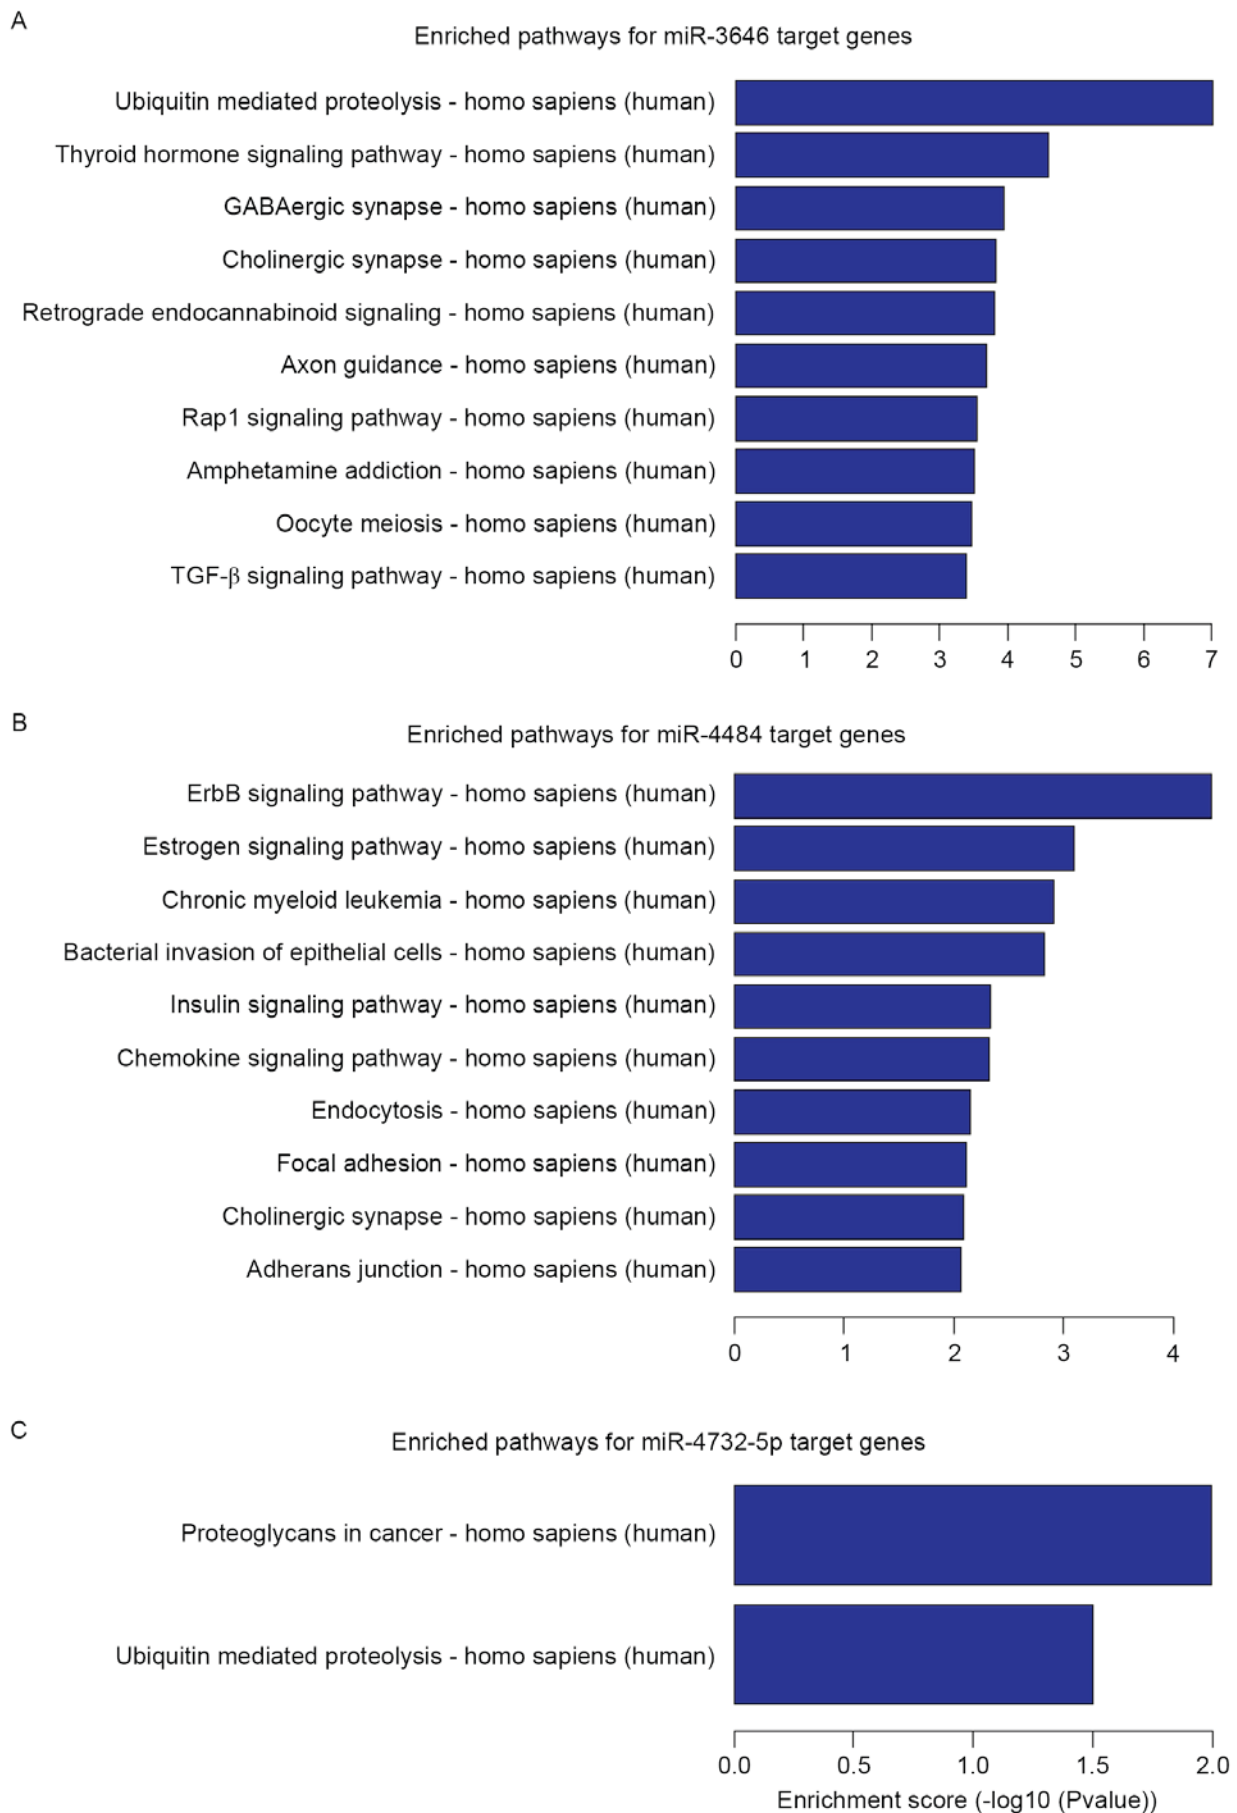 A
Enriched pathways for miR-3646 target genes
Ubiquitin mediated proteolysis - homo sapiens (human)
Thyroid hormone signaling pathway - homo sapiens (human)
GABAergic synapse - homo sapiens (human)
Cholinergic synapse - homo sapiens (human)
Retrograde endocannabinoid signaling - homo sapiens (human)
Axon guidance - homo sapiens (human)
Rap1 signaling pathway - homo sapiens (human)
Amphetamine addiction - homo sapiens (human)
Oocyte meiosis - homo sapiens (human)
TGF-β signaling pathway - homo sapiens (human)
0 1 2 3 4 5 6 7
B
Enriched pathways for miR-4484 target genes
ErbB signaling pathway - homo sapiens (human)
Estrogen signaling pathway - homo sapiens (human)
Chronic myeloid leukemia - homo sapiens (human)
Bacterial invasion of epithelial cells - homo sapiens (human)
Insulin signaling pathway - homo sapiens (human)
Chemokine signaling pathway - homo sapiens (human)
Endocytosis - homo sapiens (human)
Focal adhesion - homo sapiens (human)
Cholinergic synapse - homo sapiens (human)
Adherans junction - homo sapiens (human)
0 1 2 3 4
C
Enriched pathways for miR-4732-5p target genes
Proteoglycans in cancer - homo sapiens (human)
Ubiquitin mediated proteolysis - homo sapiens (human)
0.0 0.5 1.0 1.5 2.0
Enrichment score (-log10 (Pvalue))